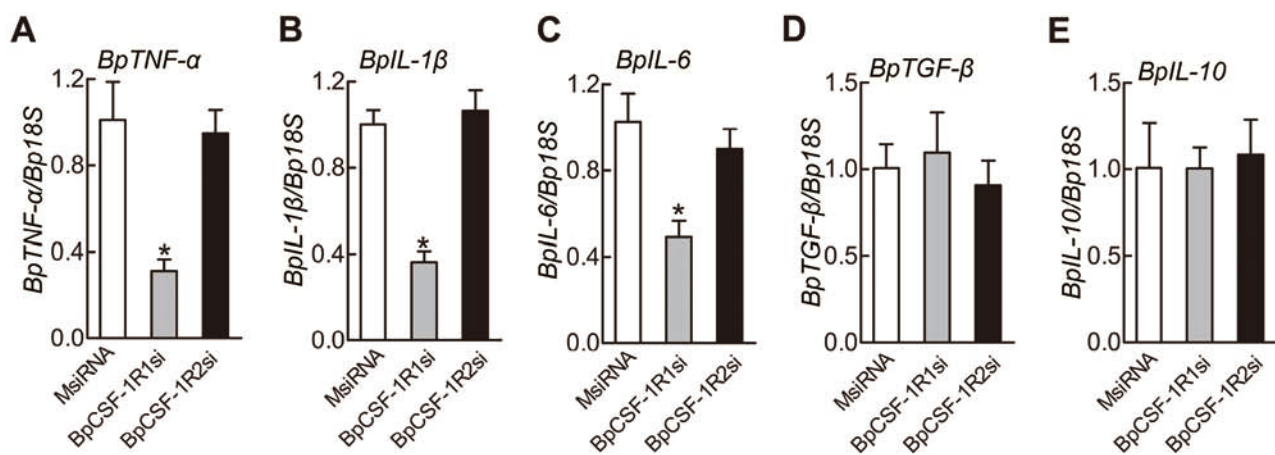 A
BpTNF-α
BpTNF-α/Bp18S
1.2
0.8
0.4
0.0
*
MsiRNA
BpCSF-1R1si
BpCSF-1R2si
B
BpIL-1β
BpIL-1β/Bp18S
1.2
0.8
0.4
0.0
*
MsiRNA
BpCSF-1R1si
BpCSF-1R2si
C
BpIL-6
BpIL-6/Bp18S
1.2
0.8
0.4
0.0
*
MsiRNA
BpCSF-1R1si
BpCSF-1R2si
D
BpTGF-β
BpTGF-β/Bp18S
1.5
1.0
0.5
0.0
MsiRNA
BpCSF-1R1si
BpCSF-1R2si
E
BpIL-10
BpIL-10/Bp18S
1.5
1.0
0.5
0.0
MsiRNA
BpCSF-1R1si
BpCSF-1R2si